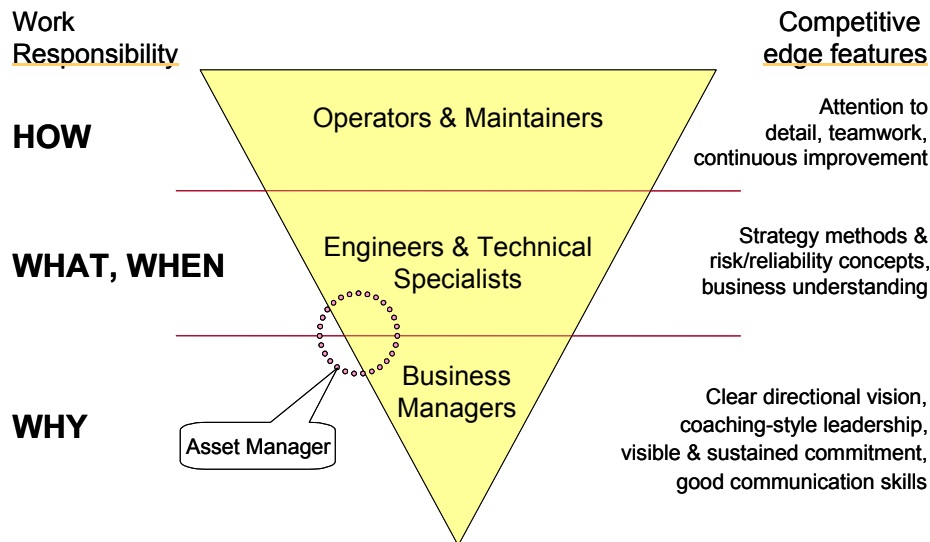 Work
Responsibility
Competitive
edge features
HOW
Operators & Maintainers
Attention to
detail, teamwork,
continuous improvement
WHAT, WHEN
Engineers & Technical
Specialists
Strategy methods &
risk/reliability concepts,
business understanding
WHY
Asset Manager
Business
Managers
Clear directional vision,
coaching-style leadership,
visible & sustained commitment,
good communication skills